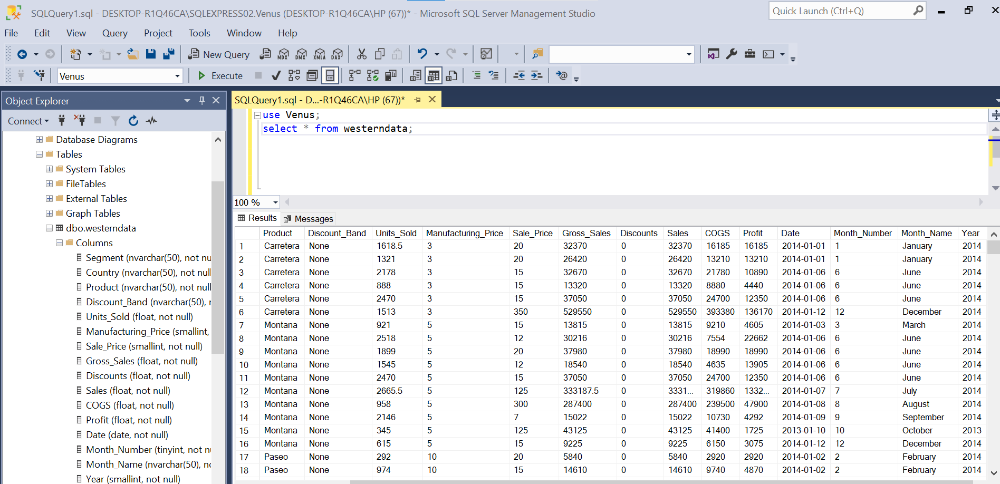 SQLQuery1.sql - DESKTOP-R1Q46CA\SQLEXPRESS02.Venus (DESKTOP-R1Q46CA\HP (67))* - Microsoft SQL Server Management Studio
Quick Launch (Ctrl+Q)
File Edit View Query Project Tools Window Help
New Query MDX DMX XMLA DAX
Venus Execute
Object Explorer
Connect
Database Diagrams
Tables
System Tables
FileTables
External Tables
Graph Tables
dbo.westerndata
Columns
Segment (nvarchar(50), not nu
Country (nvarchar(50), not null
Product (nvarchar(50), not null
Discount_Band (nvarchar(50), r
Units_Sold (float, not null)
Manufacturing_Price (smallint,
Sale_Price (smallint, not null)
Gross_Sales (float, not null)
Discounts (float, not null)
Sales (float, not null)
COGS (float, not null)
Profit (float, not null)
Date (date, not null)
Month_Number (tinyint, not n
Month_Name (nvarchar(50), no
Year (smallint, not null)
SQLQuery1.sql - D...-R1Q46CA\HP (67))*
use Venus;
select * from westerndata;
100 %
Results Messages
Product Discount_Band Units_Sold Manufacturing_Price Sale_Price Gross_Sales Discounts Sales COGS Profit Date Month_Number Month_Name Year
1 Carretera None 1618.5 3 20 32370 0 32370 16185 16185 2014-01-01 1 January 2014
2 Carretera None 1321 3 20 26420 0 26420 13210 13210 2014-01-01 1 January 2014
3 Carretera None 2178 3 15 32670 0 32670 21780 10890 2014-01-06 6 June 2014
4 Carretera None 888 3 15 13320 0 13320 8880 4440 2014-01-06 6 June 2014
5 Carretera None 2470 3 15 37050 0 37050 24700 12350 2014-01-06 6 June 2014
6 Carretera None 1513 3 350 529550 0 529550 393380 136170 2014-01-12 12 December 2014
7 Montana None 921 5 15 13815 0 13815 9210 4605 2014-01-03 3 March 2014
8 Montana None 2518 5 12 30216 0 30216 7554 22662 2014-01-06 6 June 2014
9 Montana None 1899 5 20 37980 0 37980 18990 18990 2014-01-06 6 June 2014
10 Montana None 1545 5 12 18540 0 18540 4635 13905 2014-01-06 6 June 2014
11 Montana None 2470 5 15 37050 0 37050 24700 12350 2014-01-06 6 June 2014
12 Montana None 2665.5 5 125 333187.5 0 3331... 319860 1332... 2014-01-07 7 July 2014
13 Montana None 958 5 300 287400 0 287400 239500 47900 2014-01-08 8 August 2014
14 Montana None 2146 5 7 15022 0 15022 10730 4292 2014-01-09 9 September 2014
15 Montana None 345 5 125 43125 0 43125 41400 1725 2013-01-10 10 October 2013
16 Montana None 615 5 15 9225 0 9225 6150 3075 2014-01-12 12 December 2014
17 Paseo None 292 10 20 5840 0 5840 2920 2920 2014-01-02 2 February 2014
18 Paseo None 974 10 15 14610 0 14610 9740 4870 2014-01-02 2 February 2014